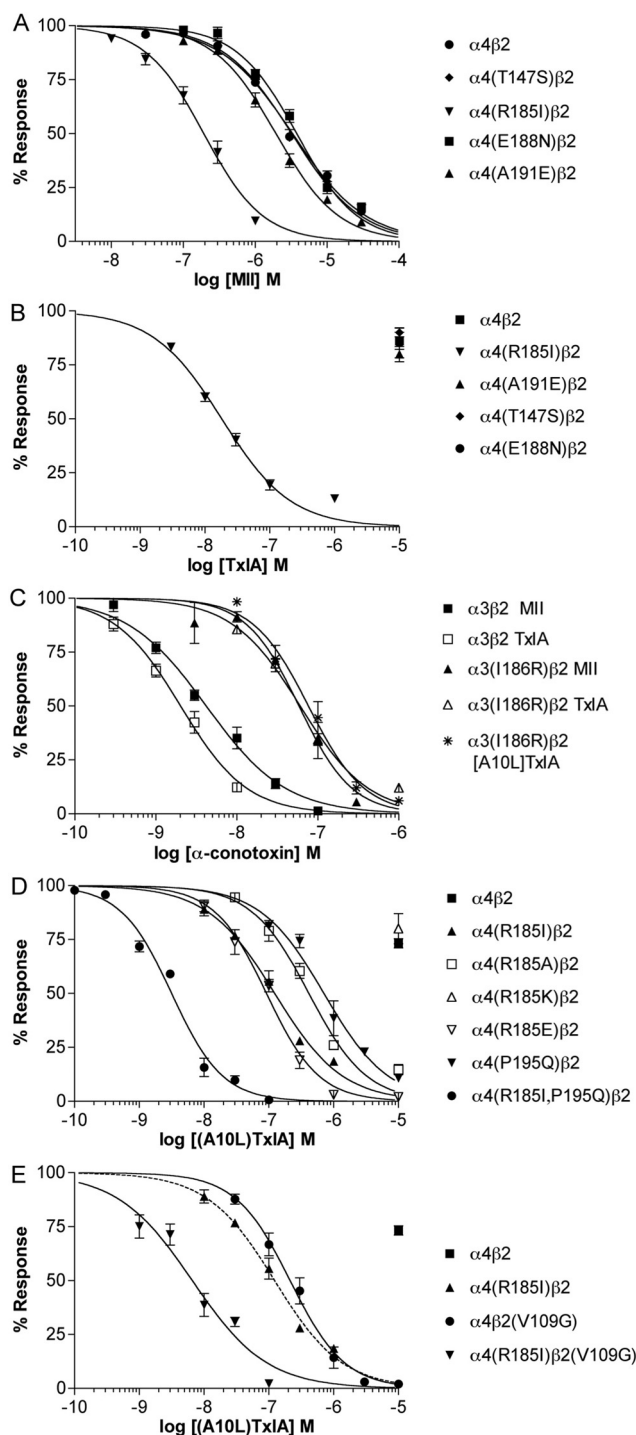 A
100
75
50
25
0
% Response
-8 -7 -6 -5 -4
log [MII] M
α4β2
α4(T147S)β2
α4(R185I)β2
α4(E188N)β2
α4(A191E)β2
B
100
75
50
25
0
% Response
-10 -9 -8 -7 -6 -5
log [TxIA] M
α4β2
α4(R185I)β2
α4(A191E)β2
α4(T147S)β2
α4(E188N)β2
C
100
75
50
25
0
% Response
-10 -9 -8 -7 -6
log [α-conotoxin] M
α3β2 MII
α3β2 TxIA
α3(I186R)β2 MII
α3(I186R)β2 TxIA
α3(I186R)β2
[A10L]TxIA
D
100
75
50
25
0
% Response
-10 -9 -8 -7 -6 -5
log [(A10L)TxIA] M
α4β2
α4(R185I)β2
α4(R185A)β2
α4(R185K)β2
α4(R185E)β2
α4(P195Q)β2
α4(R185I,P195Q)β2
E
100
75
50
25
0
% Response
-10 -9 -8 -7 -6 -5
log [(A10L)TxIA] M
α4β2
α4(R185I)β2
α4β2(V109G)
α4(R185I)β2(V109G)